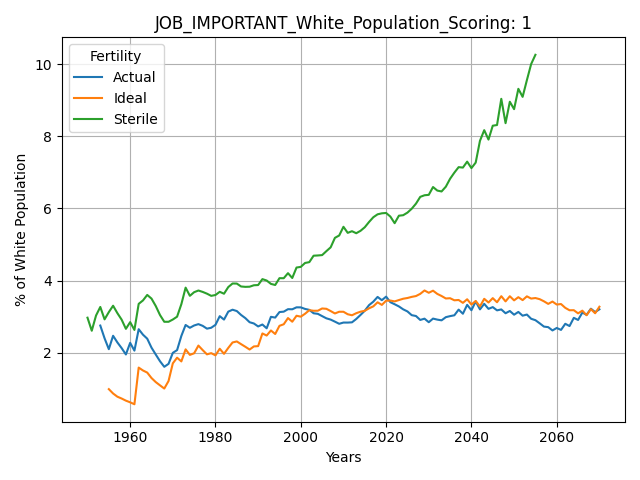 JOB_IMPORTANT_White_Population_Scoring: 1
Fertility
Actual
Ideal
Sterile
% of White Population
10
8
6
4
2
1960
1980
2000
2020
2040
2060
Years